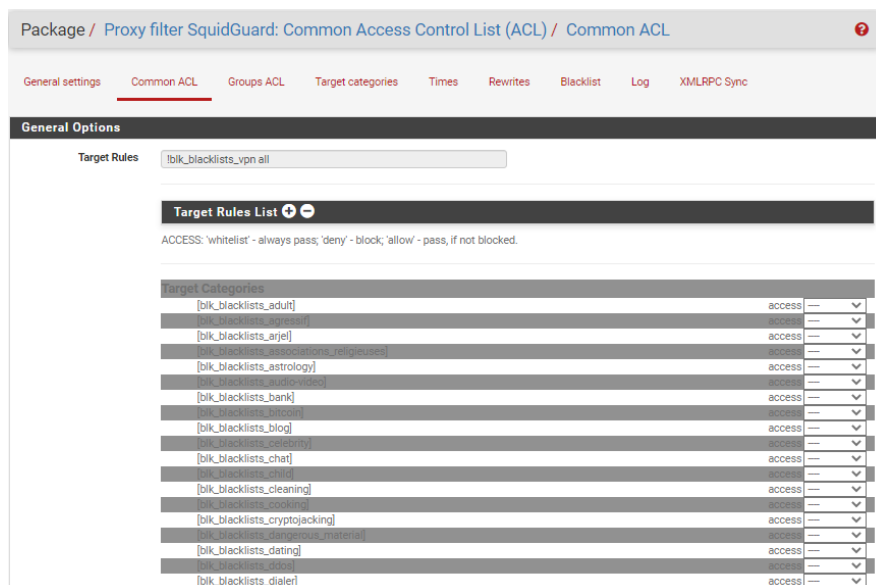 Package / Proxy filter SquidGuard: Common Access Control List (ACL) / Common ACL
General settings Common ACL Groups ACL Target categories Times Rewrites Blacklist Log XMLRPC Sync
General Options
Target Rules !blk_blacklists_vpn all
Target Rules List
ACCESS: 'whitelist' - always pass; 'deny' - block; 'allow' - pass, if not blocked.
Target Categories
[blk_blacklists_adult] access ---
[blk_blacklists_agressif] access ---
[blk_blacklists_arjel] access ---
[blk_blacklists_associations_religieuses] access ---
[blk_blacklists_astrology] access ---
[blk_blacklists_audio-video] access ---
[blk_blacklists_bank] access ---
[blk_blacklists_bitcoin] access ---
[blk_blacklists_blog] access ---
[blk_blacklists_celebrity] access ---
[blk_blacklists_chat] access ---
[blk_blacklists_child] access ---
[blk_blacklists_cleaning] access ---
[blk_blacklists_cooking] access ---
[blk_blacklists_cryptojacking] access ---
[blk_blacklists_dangerous_material] access ---
[blk_blacklists_dating] access ---
[blk_blacklists_ddos] access ---
[blk_blacklists_dialer] access ---